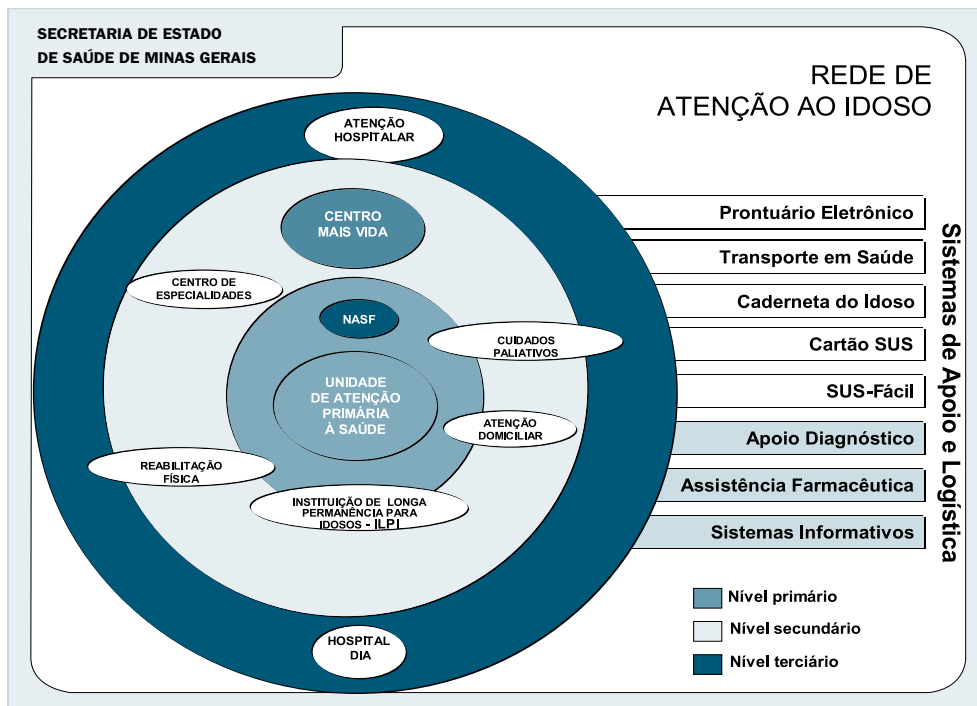 SECRETARIA DE ESTADO
DE SAÚDE DE MINAS GERAIS
REDE DE
ATENÇÃO AO IDOSO
ATENÇÃO
HOSPITALAR
CENTRO
MAIS VIDA
CENTRO DE
ESPECIALIDADES
NASF
CUIDADOS
PALIATIVOS
UNIDADE
DE ATENÇÃO
PRIMÁRIA
À SAÚDE
ATENÇÃO
DOMICILIAR
REABILITAÇÃO
FÍSICA
INSTITUIÇÃO DE LONGA
PERMANÊNCIA PARA
IDOSOS - ILPI
HOSPITAL
DIA
Prontuário Eletrônico
Transporte em Saúde
Caderneta do Idoso
Cartão SUS
SUS-Fácil
Apoio Diagnóstico
Assistência Farmacêutica
Sistemas Informativos
Sistemas de Apoio e Logística
Nível primário
Nível secundário
Nível terciário